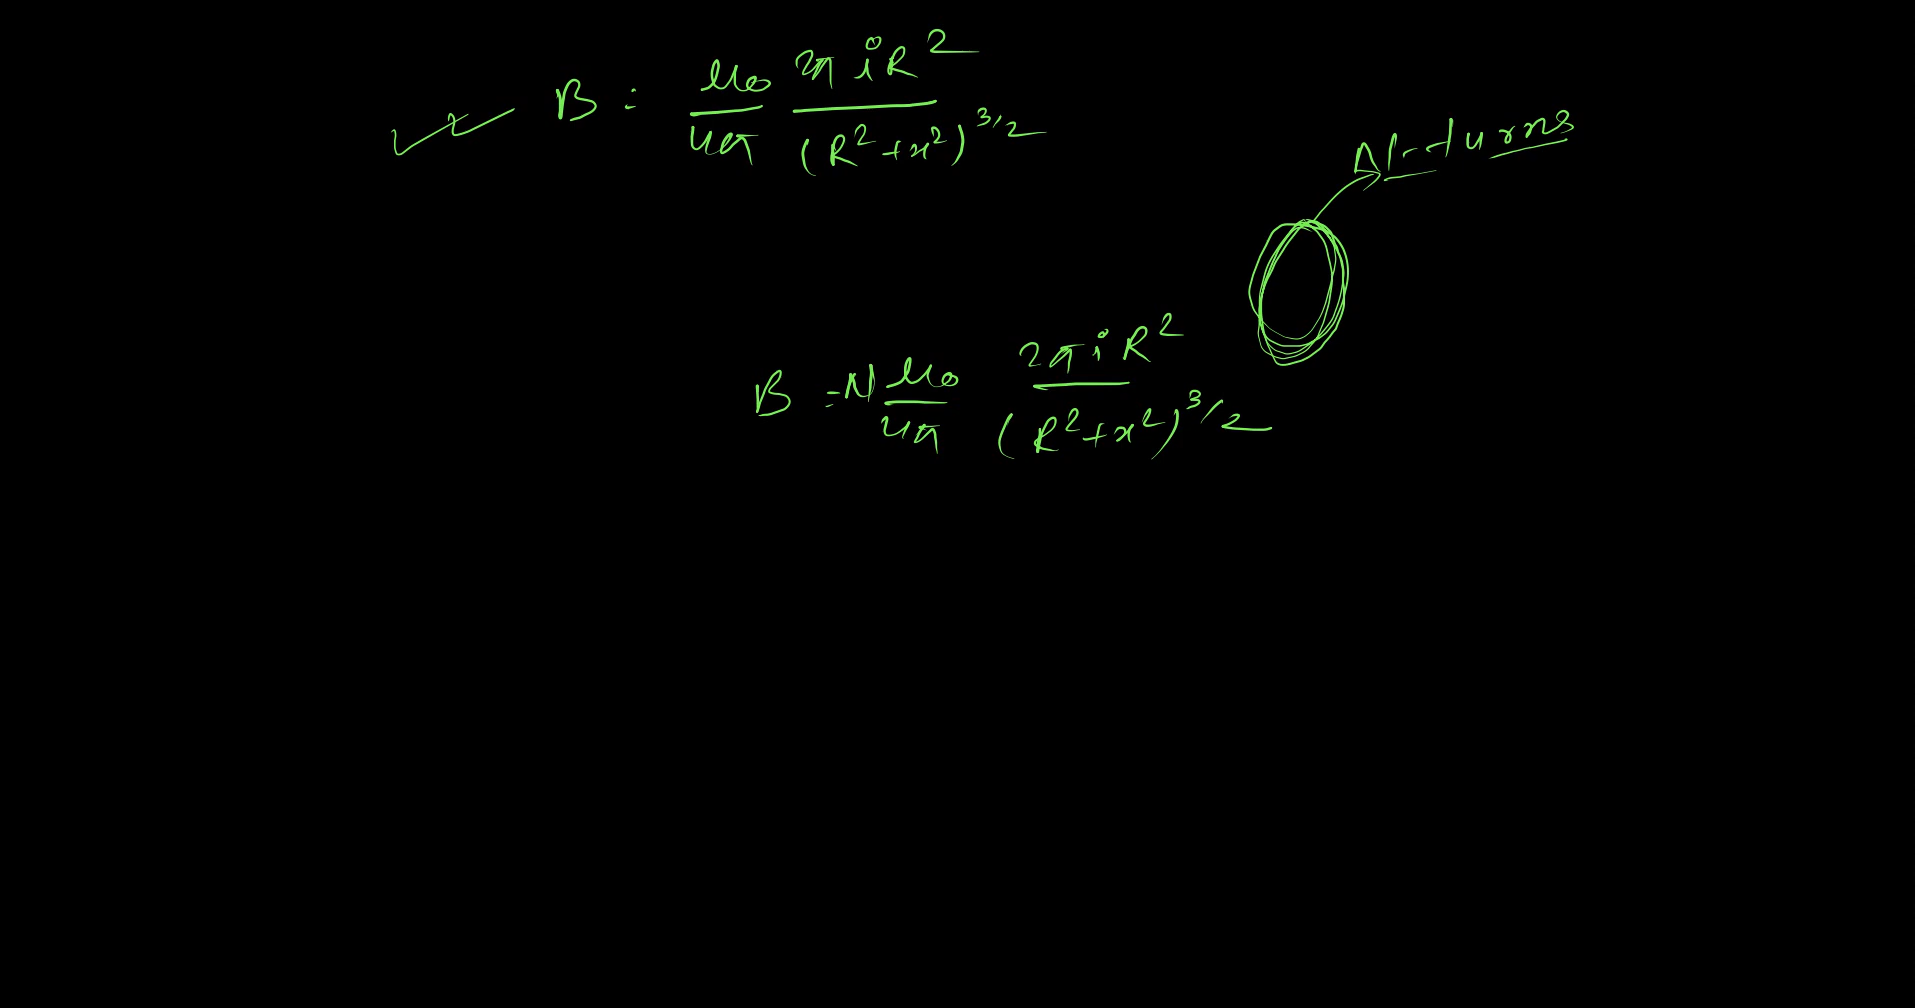 B = μ₀/4π 2πiR²/(R²+x²)^3/2
N-turns
B = N μ₀/4π 2πiR²/(R²+x²)^3/2